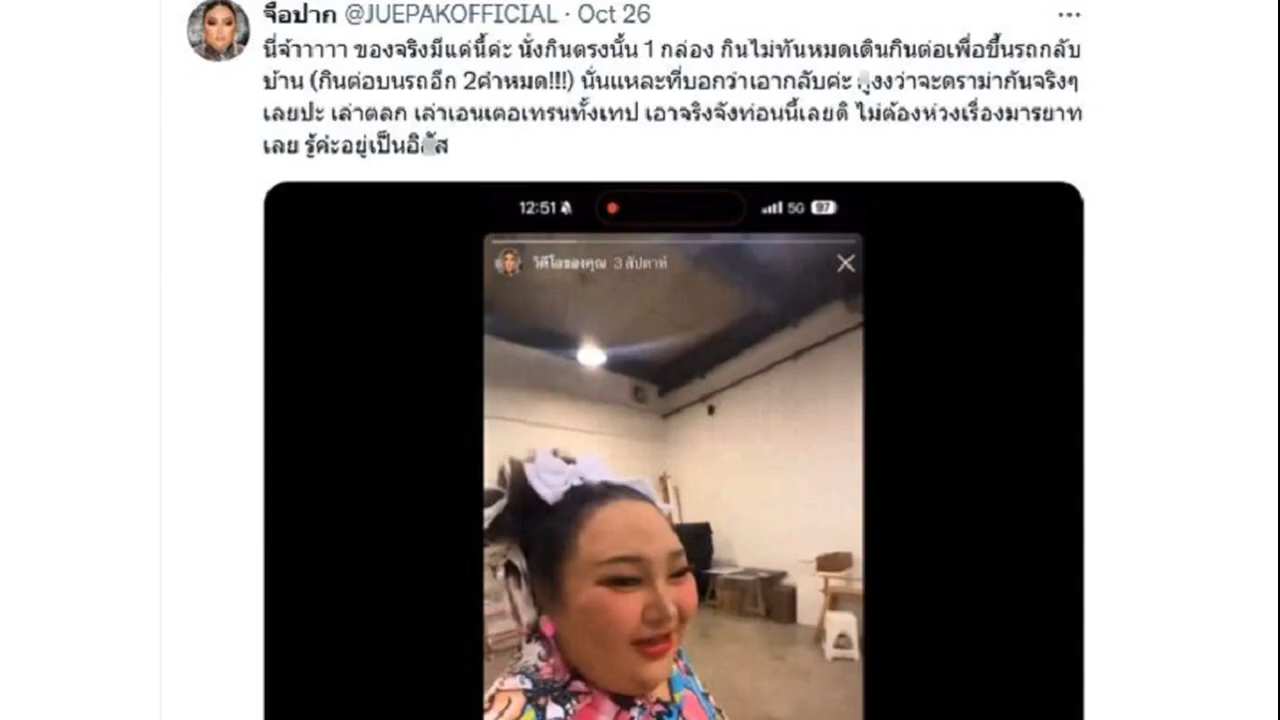 จือปาก @JUEPAKOFFICIAL · Oct 26 ...
นี่จ้าาาาา ของจริงมีแค่นี้ค่ะ นั่งกินตรงนั้น 1 กล่อง กินไม่ทันหมดเดินกินต่อเพื่อขึ้นรถกลับ
บ้าน (กินต่อบนรถอีก 2คำหมด!!!) นั่นแหละที่บอกว่าเอากลับค่ะ งงว่าจะดราม่ากันจริงๆ
เลยปะ เล่าตลก เล่าเอนเตอเทรนทั้งเทป เอาจริงจังท่อนนี้เลยดิ ไม่ต้องห่วงเรื่องมารยาท
เลย รู้ค่ะอยู่เป็น
12:51 5G 97
วิดีโอของคุณ 3 สัปดาห์